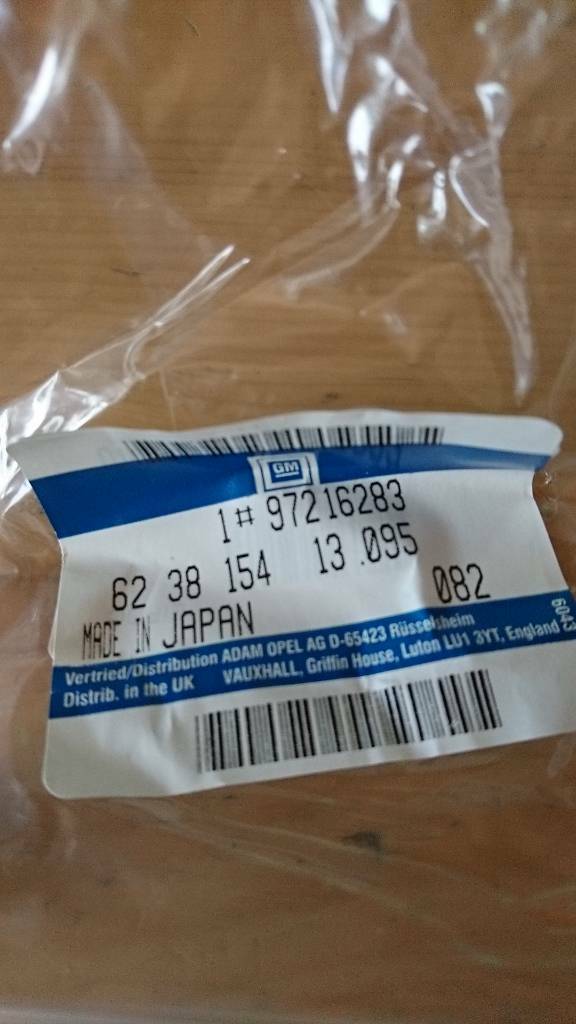 GM
1# 97216283
62 38 154 13.095
MADE IN JAPAN 082
Vertried/Distribution ADAM OPEL AG D-65423 Rüsselsheim
Distrib. in the UK VAUXHALL, Griffin House, Luton LU1 3YT, England
6043